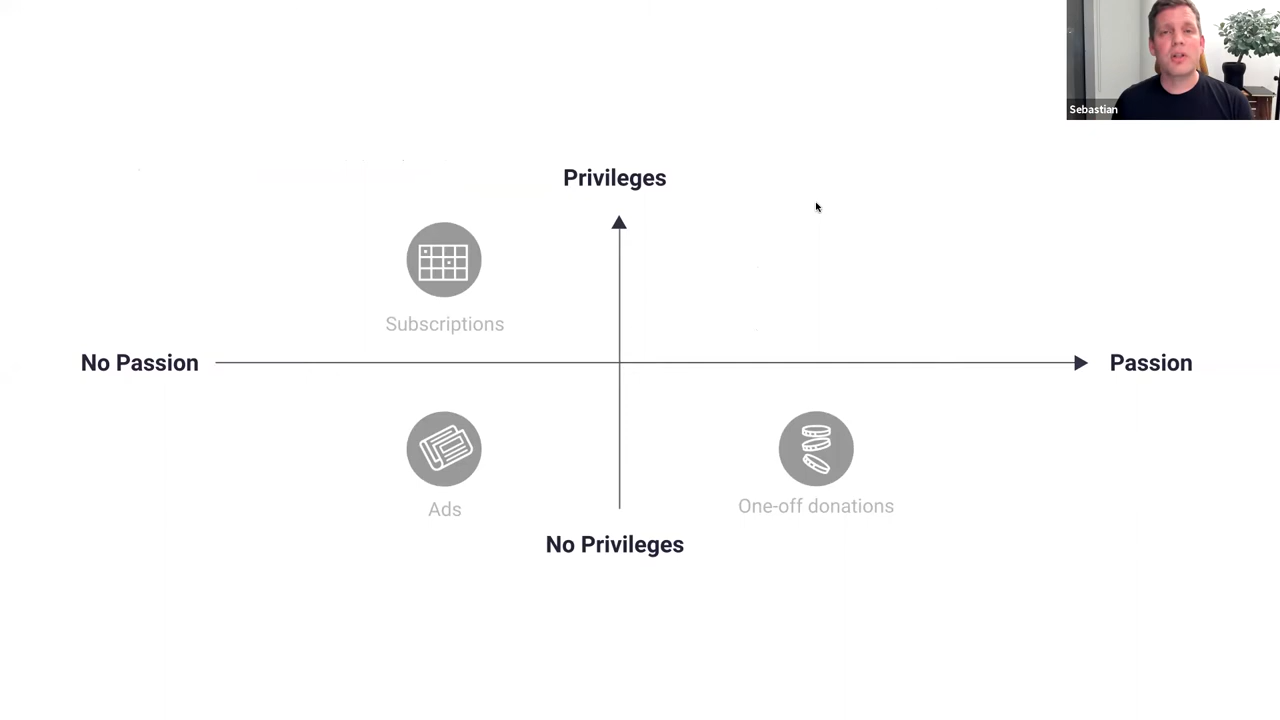 Sebastian
Privileges
Subscriptions
No Passion
Passion
Ads
One-off donations
No Privileges